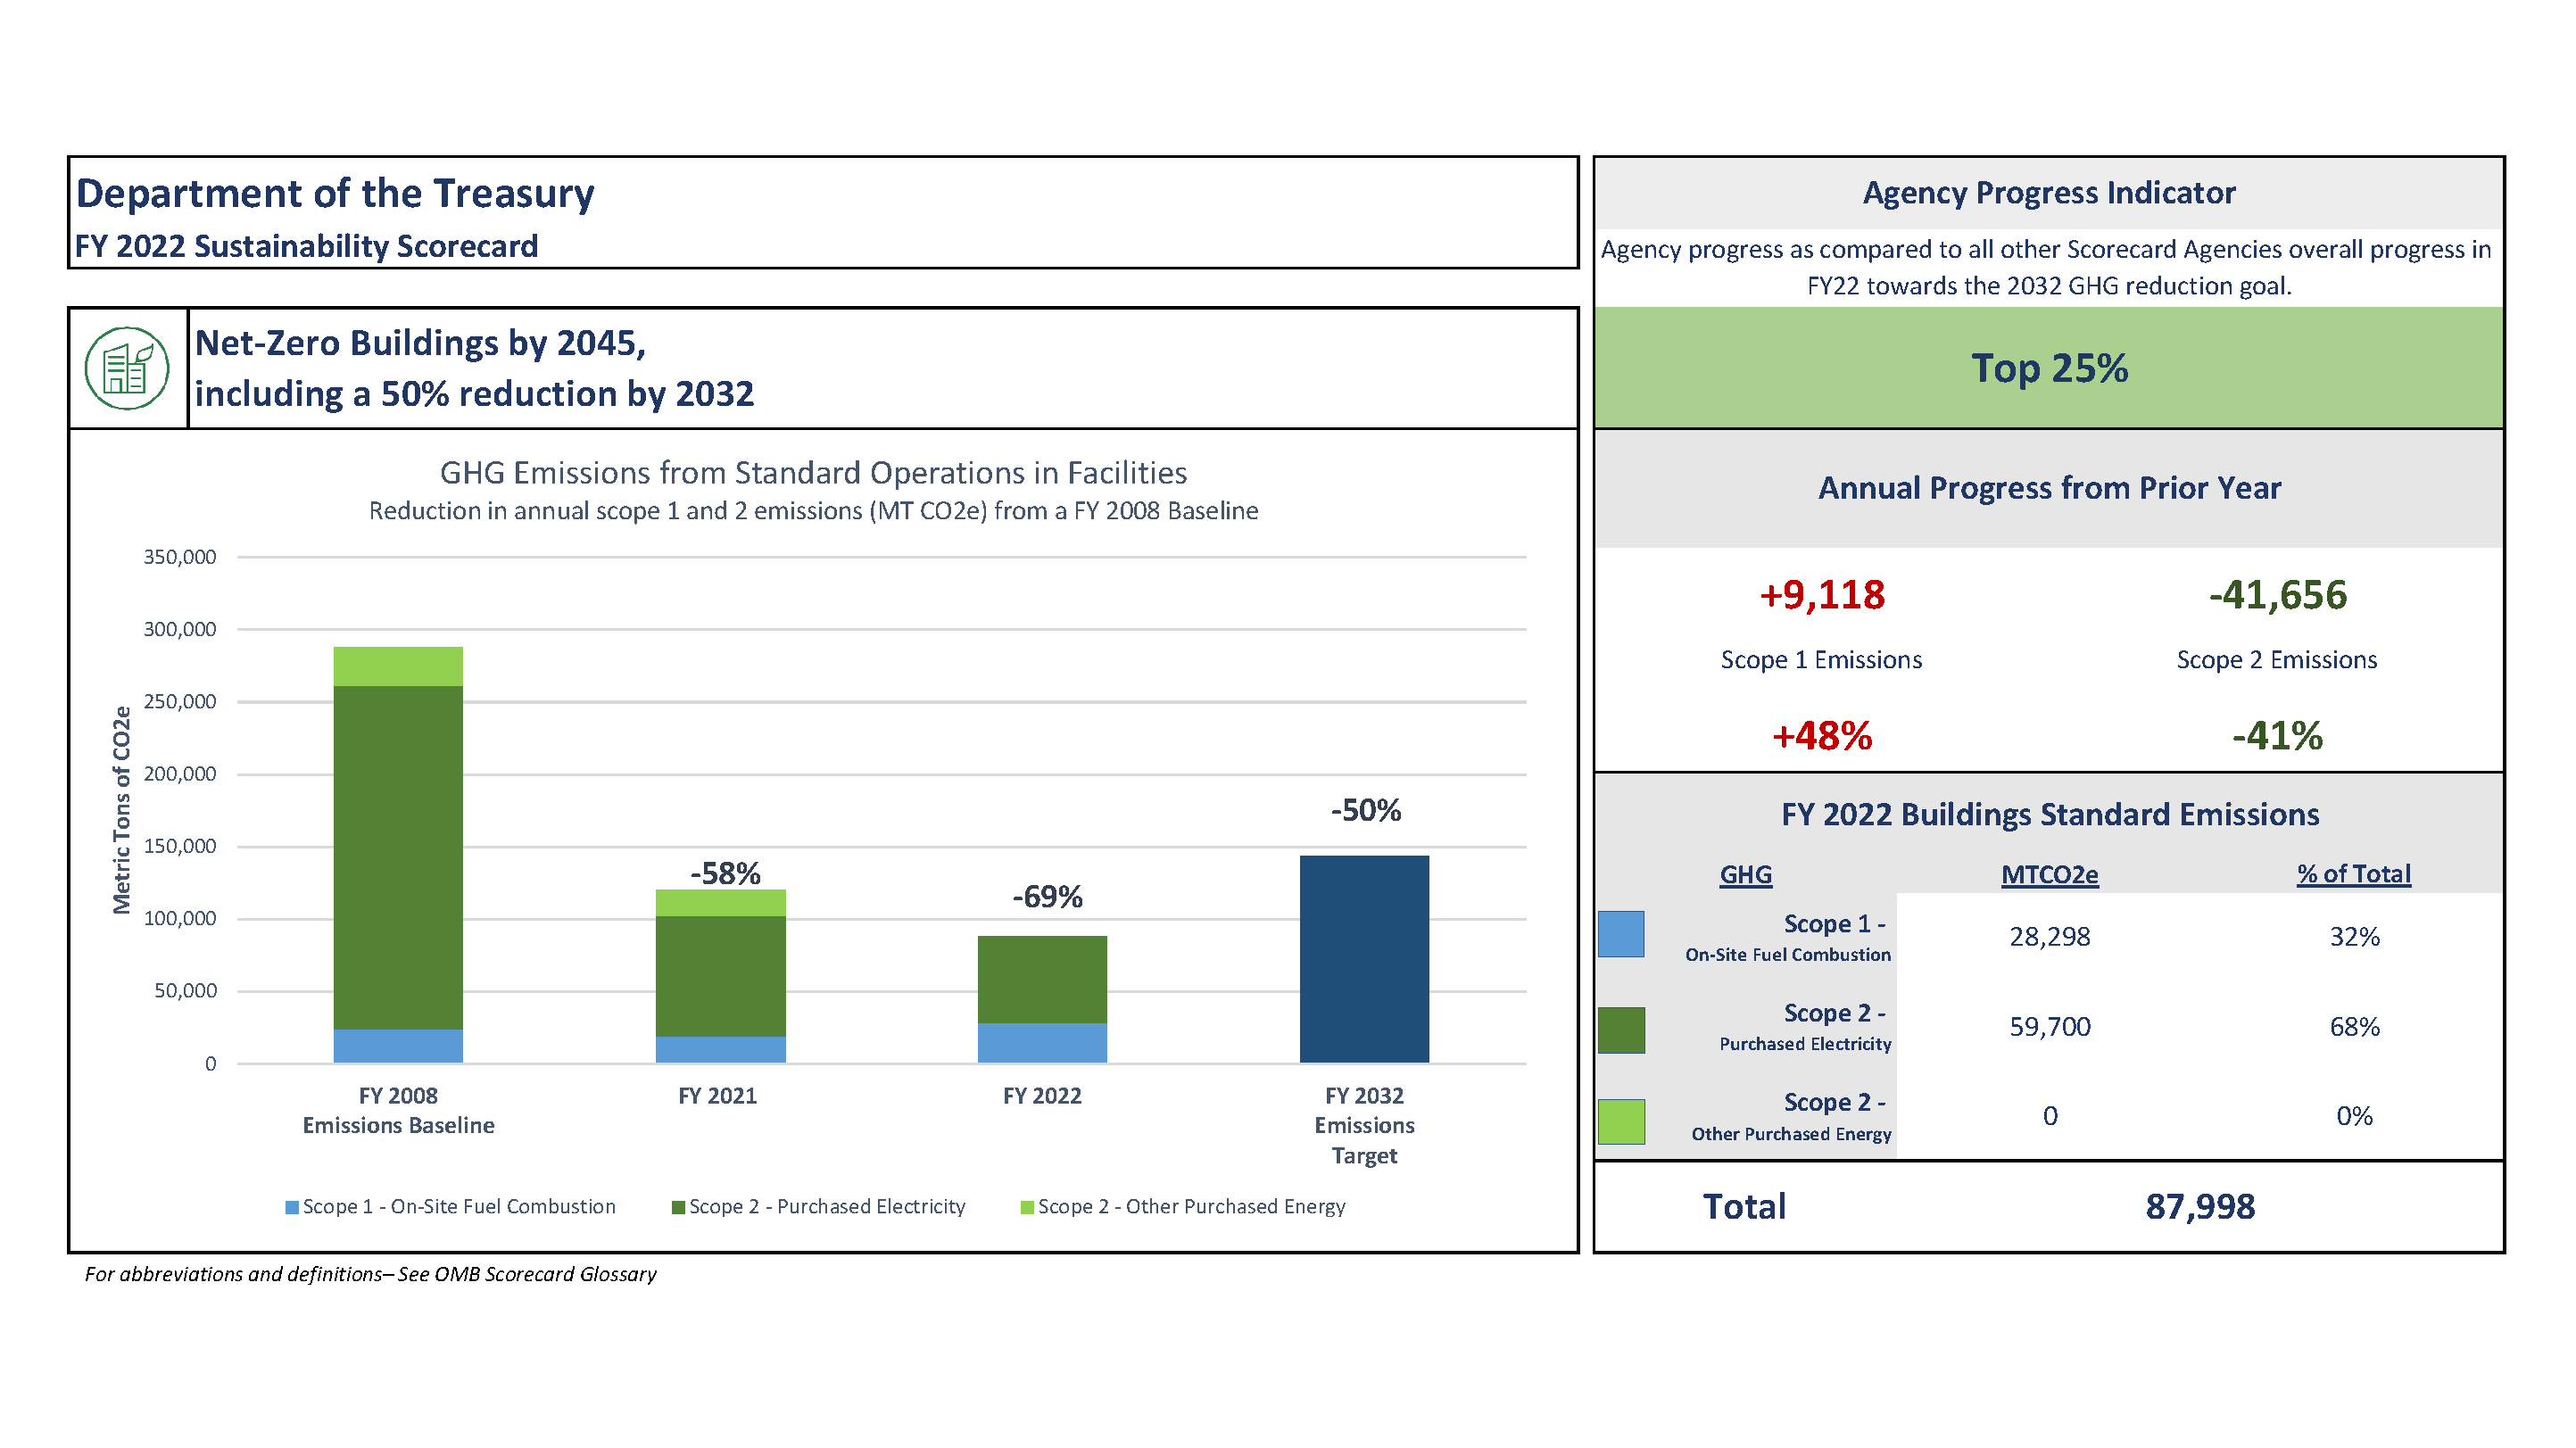 Department of the Treasury
FY 2022 Sustainability Scorecard
Net-Zero Buildings by 2045,
including a 50% reduction by 2032
GHG Emissions from Standard Operations in Facilities
Reduction in annual scope 1 and 2 emissions (MT CO2e) from a FY 2008 Baseline
Metric Tons of CO2e
350,000
300,000
250,000
200,000
150,000
100,000
50,000
0
-58%
-69%
-50%
FY 2008
Emissions Baseline
FY 2021
FY 2022
FY 2032
Emissions
Target
Scope 1 - On-Site Fuel Combustion
Scope 2 - Purchased Electricity
Scope 2 - Other Purchased Energy
For abbreviations and definitions– See OMB Scorecard Glossary
Agency Progress Indicator
Agency progress as compared to all other Scorecard Agencies overall progress in
FY22 towards the 2032 GHG reduction goal.
Top 25%
Annual Progress from Prior Year
+9,118 -41,656
Scope 1 Emissions Scope 2 Emissions
+48% -41%
FY 2022 Buildings Standard Emissions
GHG MTCO2e % of Total
Scope 1 -
On-Site Fuel Combustion
28,298 32%
Scope 2 -
Purchased Electricity
59,700 68%
Scope 2 -
Other Purchased Energy
0 0%
Total 87,998